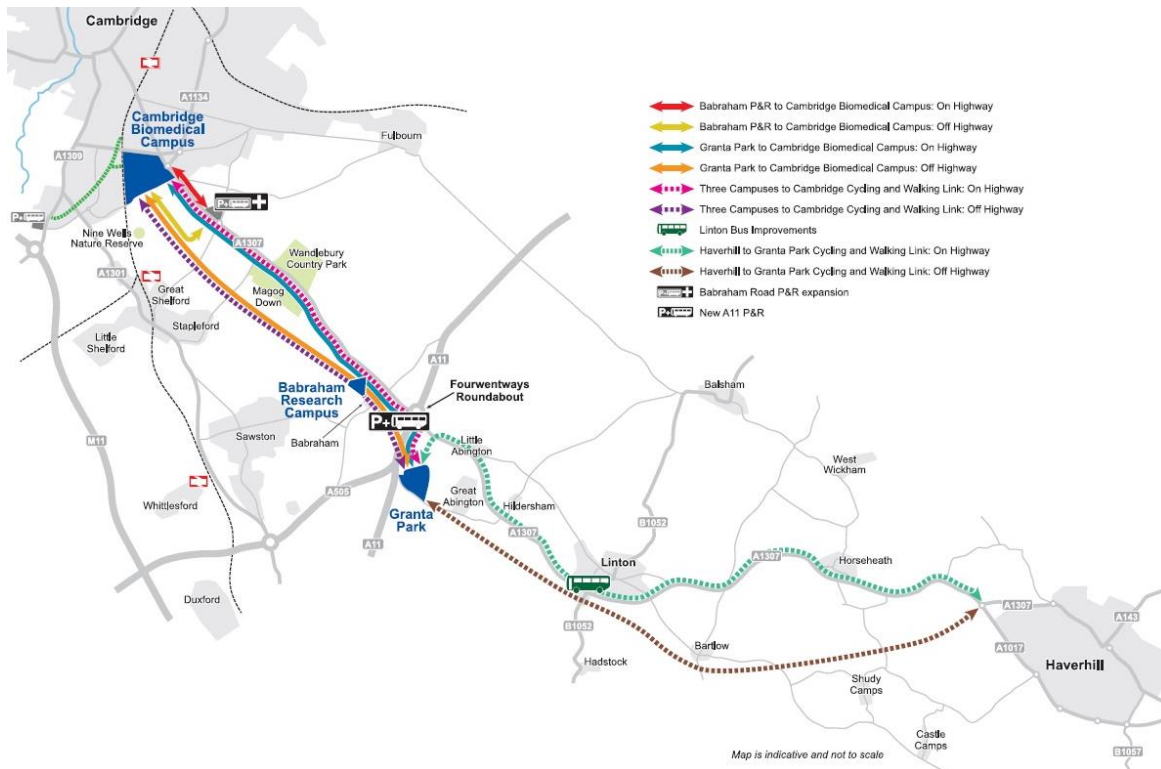 Cambridge
A1134
Cambridge
Biomedical
Campus
Fulbourn
A1309
P+
Nine Wells
Nature Reserve
A1307
Wandlebury
Country Park
Magog
Down
A1301
Great
Shelford
Stapleford
Little
Shelford
A11
Babraham
Research
Campus
Fourwentways
Roundabout
P+
Babraham
M11
Sawston
A505
Little
Abington
Great
Abington
Whittlesford
Granta
Park
A11
Duxford
Hildersham
A1307
Balsham
West
Wickham
B1052
Linton
A1307
Horseheath
B1052
Hadstock
Bartlow
Shudy
Camps
Castle
Camps
A1307
A143
A1017
Haverhill
B1057
Babraham P&R to Cambridge Biomedical Campus: On Highway
Babraham P&R to Cambridge Biomedical Campus: Off Highway
Granta Park to Cambridge Biomedical Campus: On Highway
Granta Park to Cambridge Biomedical Campus: Off Highway
Three Campuses to Cambridge Cycling and Walking Link: On Highway
Three Campuses to Cambridge Cycling and Walking Link: Off Highway
Linton Bus Improvements
Haverhill to Granta Park Cycling and Walking Link: On Highway
Haverhill to Granta Park Cycling and Walking Link: Off Highway
Babraham Road P&R expansion
P+
New A11 P&R
Map is indicative and not to scale